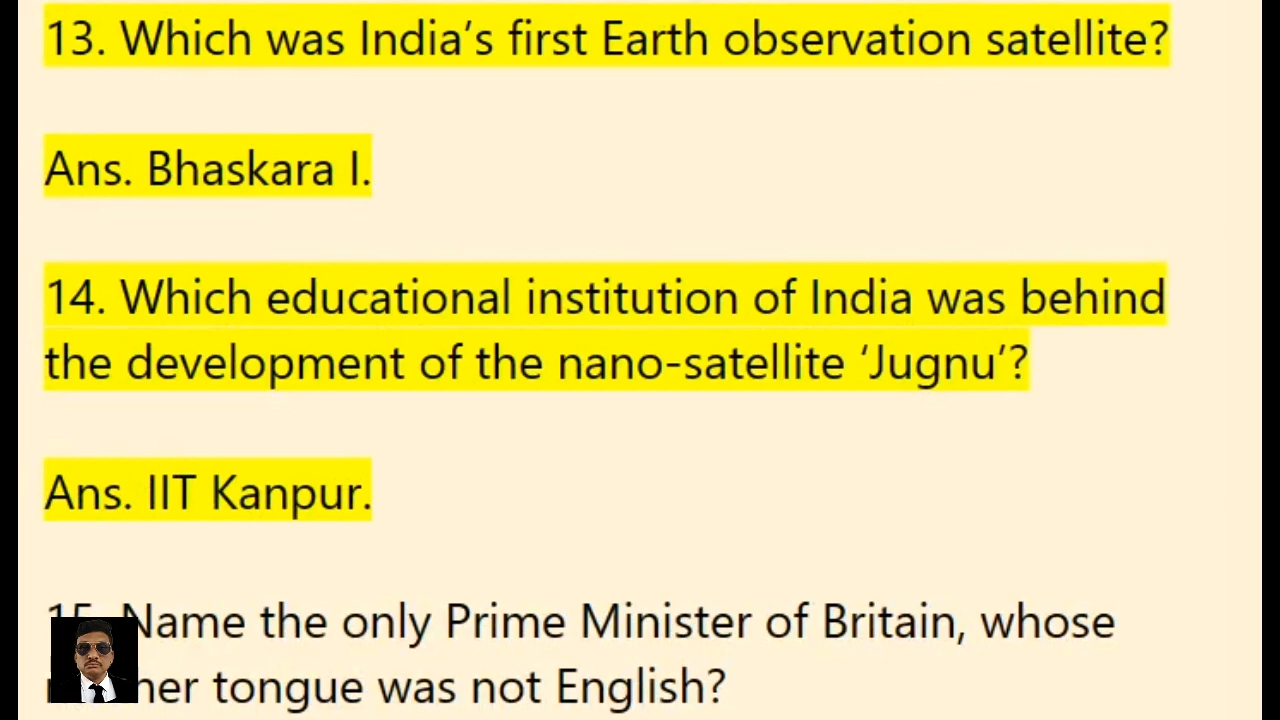 13. Which was India’s first Earth observation satellite?
Ans. Bhaskara I.
14. Which educational institution of India was behind
the development of the nano-satellite ‘Jugnu’?
Ans. IIT Kanpur.
15. Name the only Prime Minister of Britain, whose
tongue was not English?